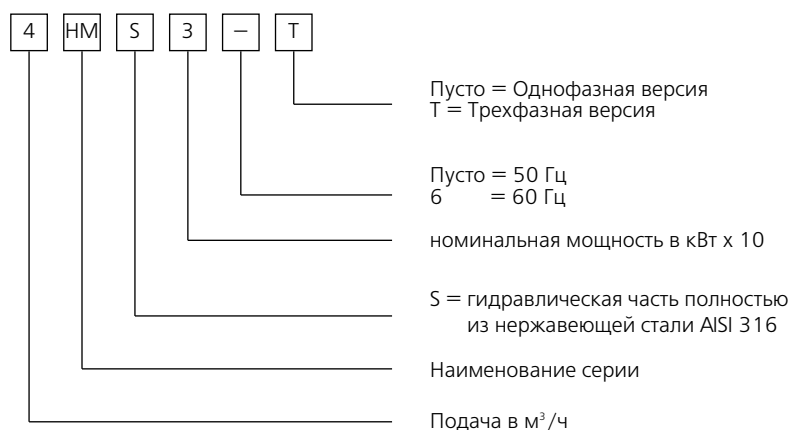 4 HM S 3 – T
Пусто = Однофазная версия
T = Трехфазная версия
Пусто = 50 Гц
6 = 60 Гц
номинальная мощность в кВт x 10
S = гидравлическая часть полностью
из нержавеющей стали AISI 316
Наименование серии
Подача в м³/ч